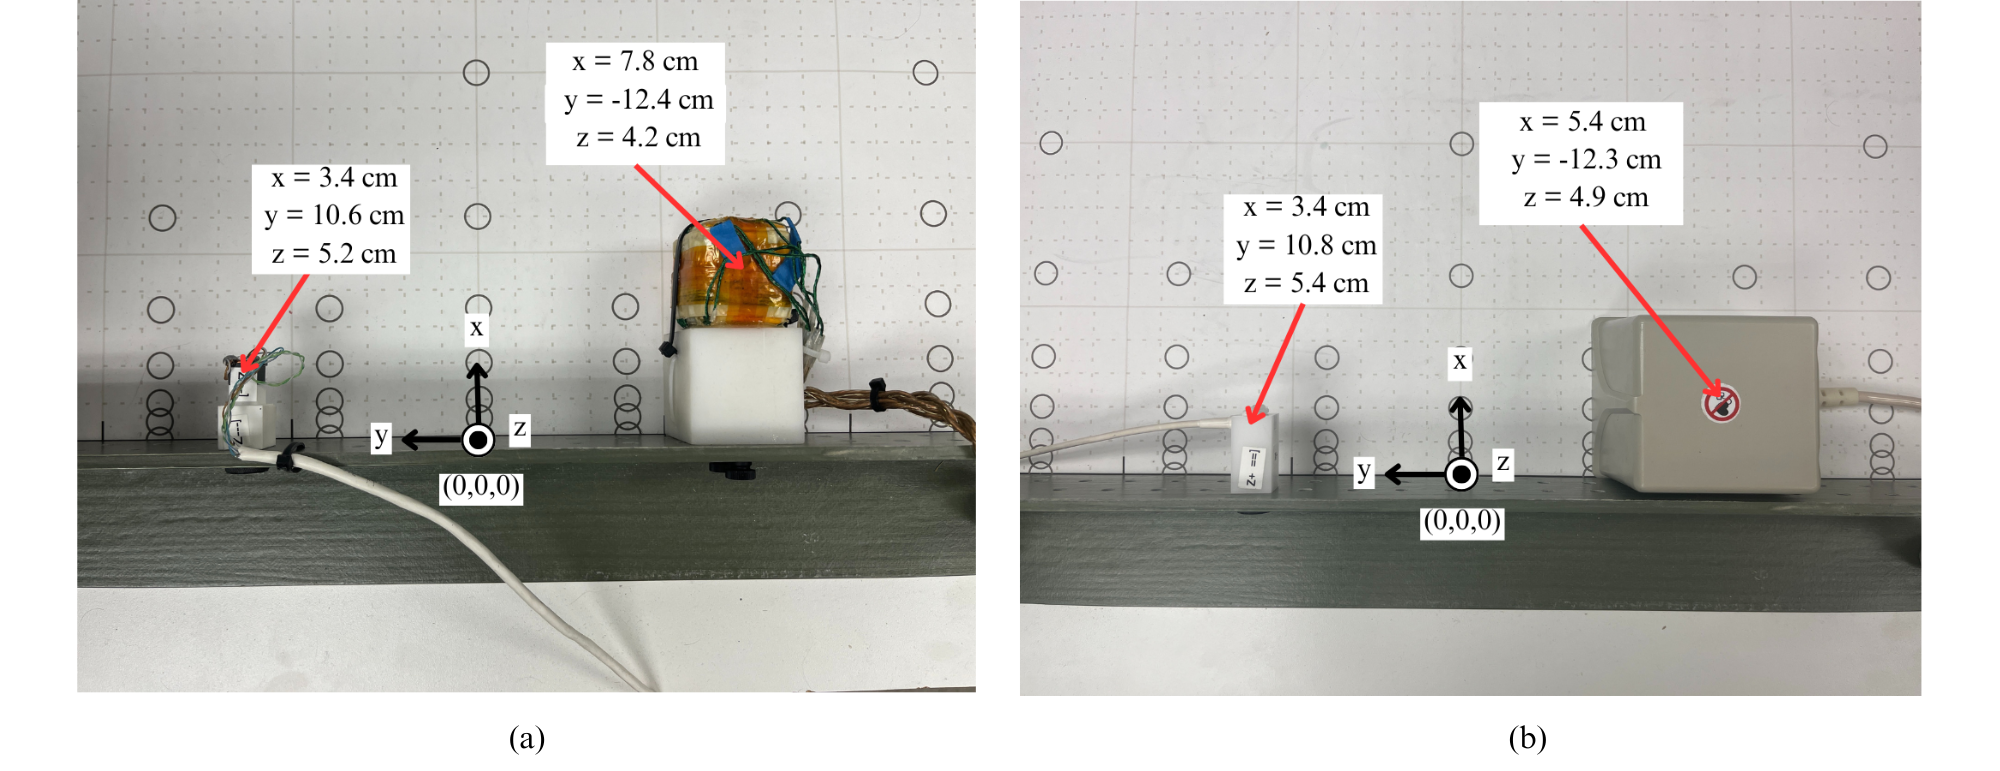 x = 7.8 cm
y = -12.4 cm
z = 4.2 cm
x = 3.4 cm
y = 10.6 cm
z = 5.2 cm
x
y
z
(0,0,0)
(a)
x = 5.4 cm
y = -12.3 cm
z = 4.9 cm
x = 3.4 cm
y = 10.8 cm
z = 5.4 cm
x
y
z
(0,0,0)
(b)